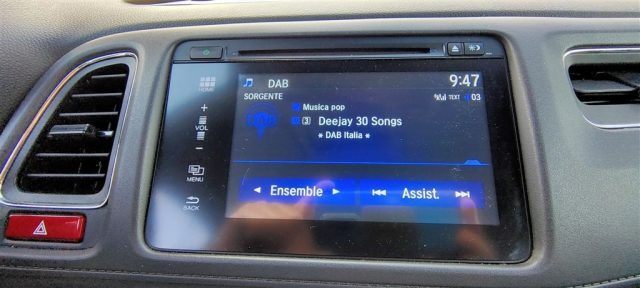 DAB
9:47
HOME
SORGENTE
TEXT
03
Musica pop
+
VOL
−
3 Deejay 30 Songs
* DAB Italia *
MENU
BACK
Ensemble
Assist.